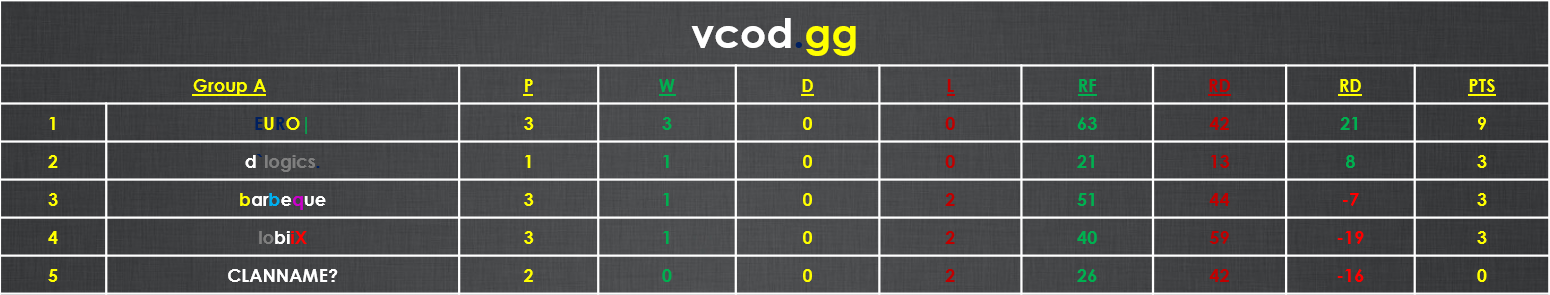 vcod.gg
Group A P W D L RF RD RD PTS
1 EURO| 3 3 0 0 63 42 21 9
2 d`logics. 1 1 0 0 21 13 8 3
3 barbeque 3 1 0 2 51 44 -7 3
4 lobiIX 3 1 0 2 40 59 -19 3
5 CLANNAME? 2 0 0 2 26 42 -16 0